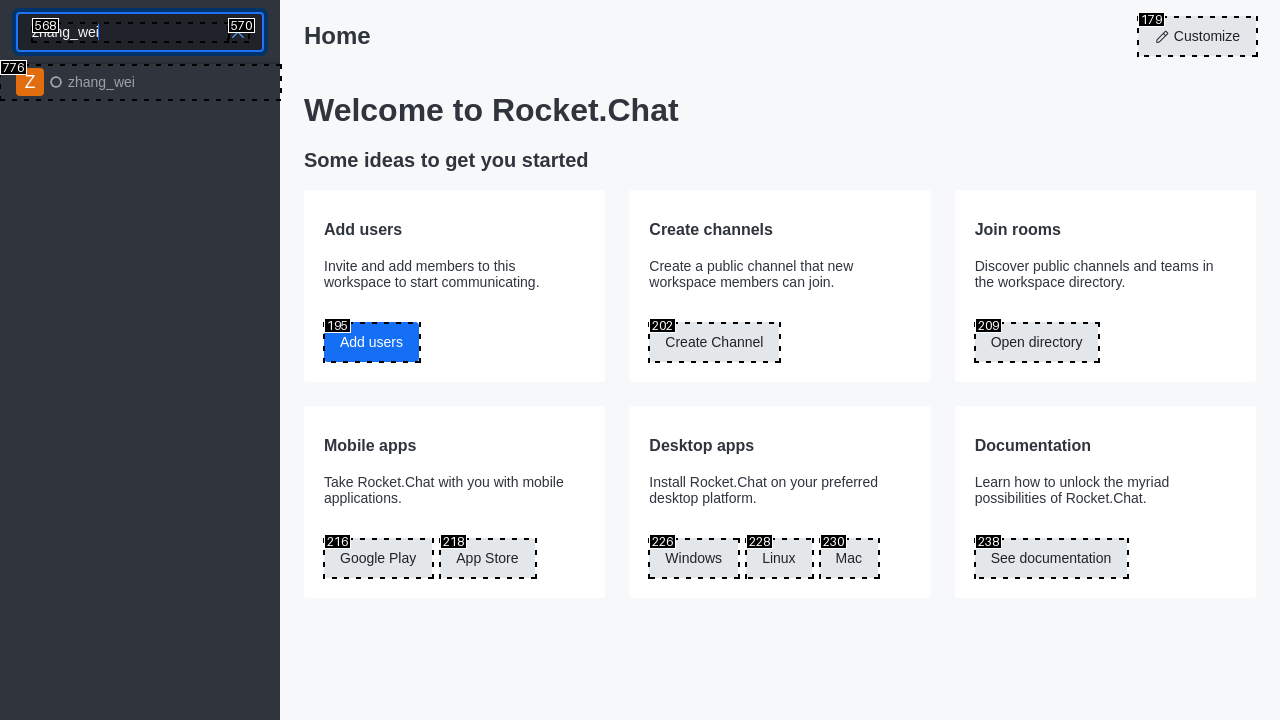 568
zhang_wei
570
776
Z
zhang_wei
Home
179
Customize
Welcome to Rocket.Chat
Some ideas to get you started
Add users
Invite and add members to this
workspace to start communicating.
195
Add users
Create channels
Create a public channel that new
workspace members can join.
202
Create Channel
Join rooms
Discover public channels and teams in
the workspace directory.
209
Open directory
Mobile apps
Take Rocket.Chat with you with mobile
applications.
216
Google Play
218
App Store
Desktop apps
Install Rocket.Chat on your preferred
desktop platform.
226
Windows
228
Linux
230
Mac
Documentation
Learn how to unlock the myriad
possibilities of Rocket.Chat.
238
See documentation